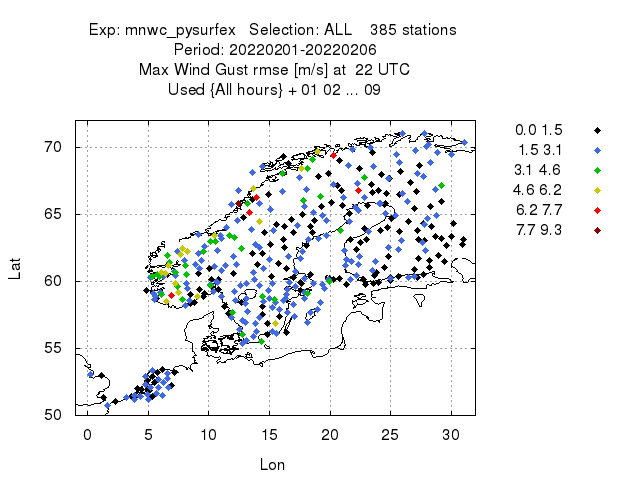 Exp: mnwc_pysurfex   Selection: ALL    385 stations
Period: 20220201-20220206
Max Wind Gust rmse [m/s] at  22 UTC
Used {All hours} + 01 02 ... 09
0.0 1.5
1.5 3.1
3.1 4.6
4.6 6.2
6.2 7.7
7.7 9.3
70
65
60
55
50
Lat
0 5 10 15 20 25 30
Lon